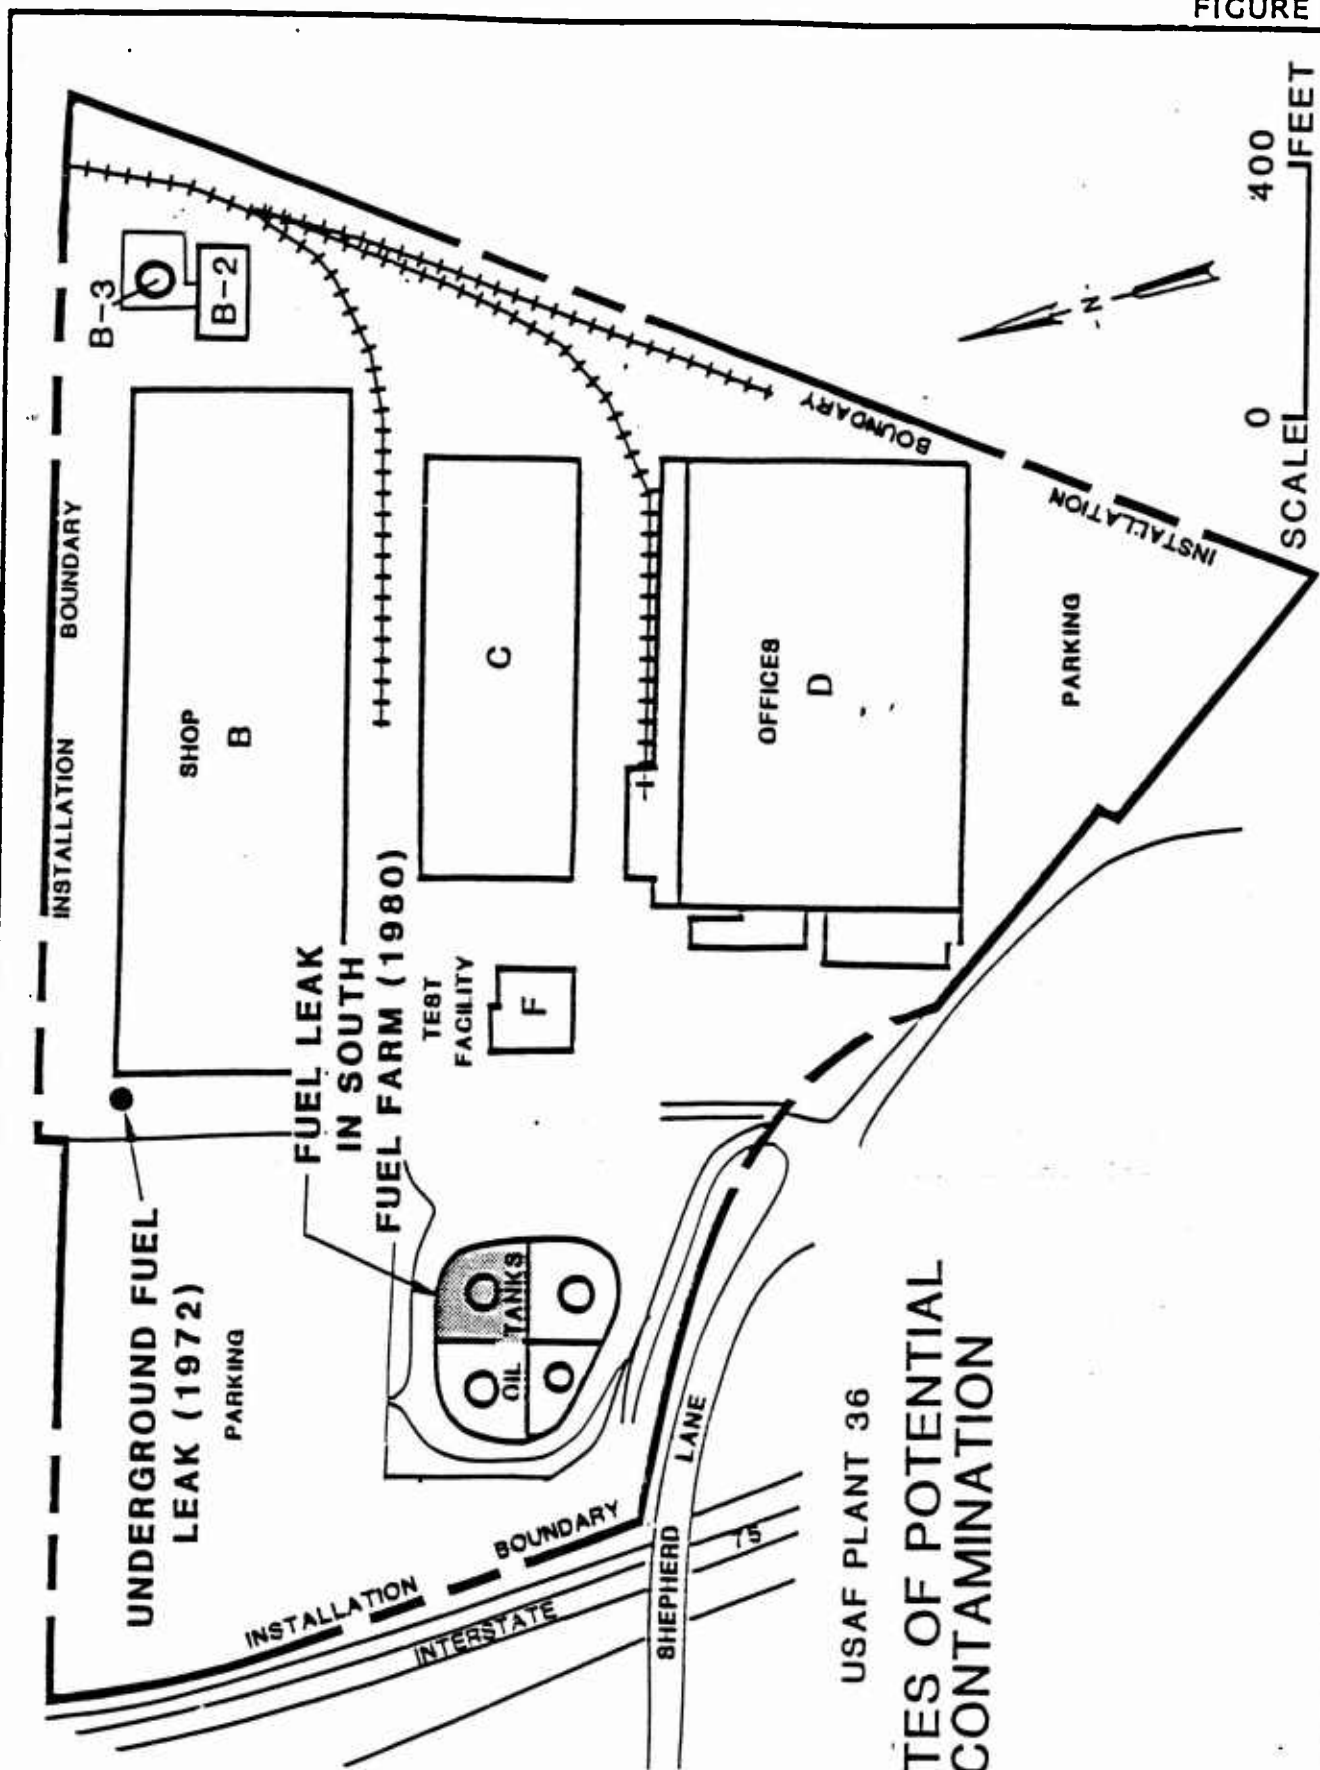 FIGURE
INSTALLATION BOUNDARY
B-3
B-2
SHOP
B
C
OFFICES
D
PARKING
BOUNDARY
INSTALLATION
N
0 400
SCALE FEET
FUEL LEAK
IN SOUTH
FUEL FARM (1980)
TEST
FACILITY
F
UNDERGROUND FUEL
LEAK (1972)
PARKING
OIL TANKS
INSTALLATION BOUNDARY
INTERSTATE 75
SHEPHERD LANE
USAF PLANT 36
TES OF POTENTIAL
CONTAMINATION